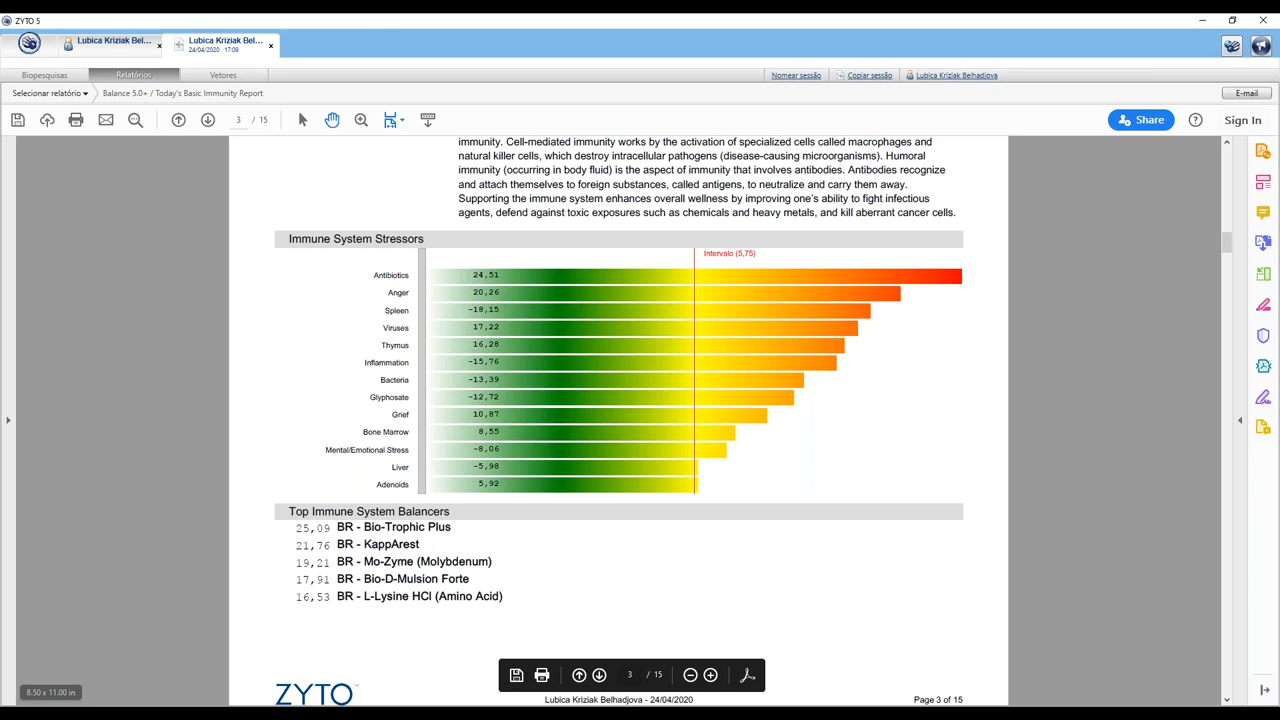 ZYTO 5
Lubica Kriziak Bel...
Lubica Kriziak Bel...
24/04/2020 17:09
Biopesquisas
Relatórios
Vetores
Nomear sessão
Copiar sessão
Lubica Kriziak Belhadjova
Selecionar relatório
Balance 5.0+ / Today's Basic Immunity Report
E-mail
3 / 15
Share
Sign In
immunity. Cell-mediated immunity works by the activation of specialized cells called macrophages and
natural killer cells, which destroy intracellular pathogens (disease-causing microorganisms). Humoral
immunity (occurring in body fluid) is the aspect of immunity that involves antibodies. Antibodies recognize
and attach themselves to foreign substances, called antigens, to neutralize and carry them away.
Supporting the immune system enhances overall wellness by improving one's ability to fight infectious
agents, defend against toxic exposures such as chemicals and heavy metals, and kill aberrant cancer cells.
Immune System Stressors
Intervalo (5,75)
Antibiotics 24,51
Anger 20,26
Spleen -18,15
Viruses 17,22
Thymus 16,28
Inflammation -15,76
Bacteria -13,39
Glyphosate -12,72
Grief 10,87
Bone Marrow 8,55
Mental/Emotional Stress -8,06
Liver -5,98
Adenoids 5,92
Top Immune System Balancers
25,09 BR - Bio-Trophic Plus
21,76 BR - KappArest
19,21 BR - Mo-Zyme (Molybdenum)
17,91 BR - Bio-D-Mulsion Forte
16,53 BR - L-Lysine HCl (Amino Acid)
3 / 15
8.50 x 11.00 in
ZYTO™
Lubica Kriziak Belhadjova - 24/04/2020
Page 3 of 15